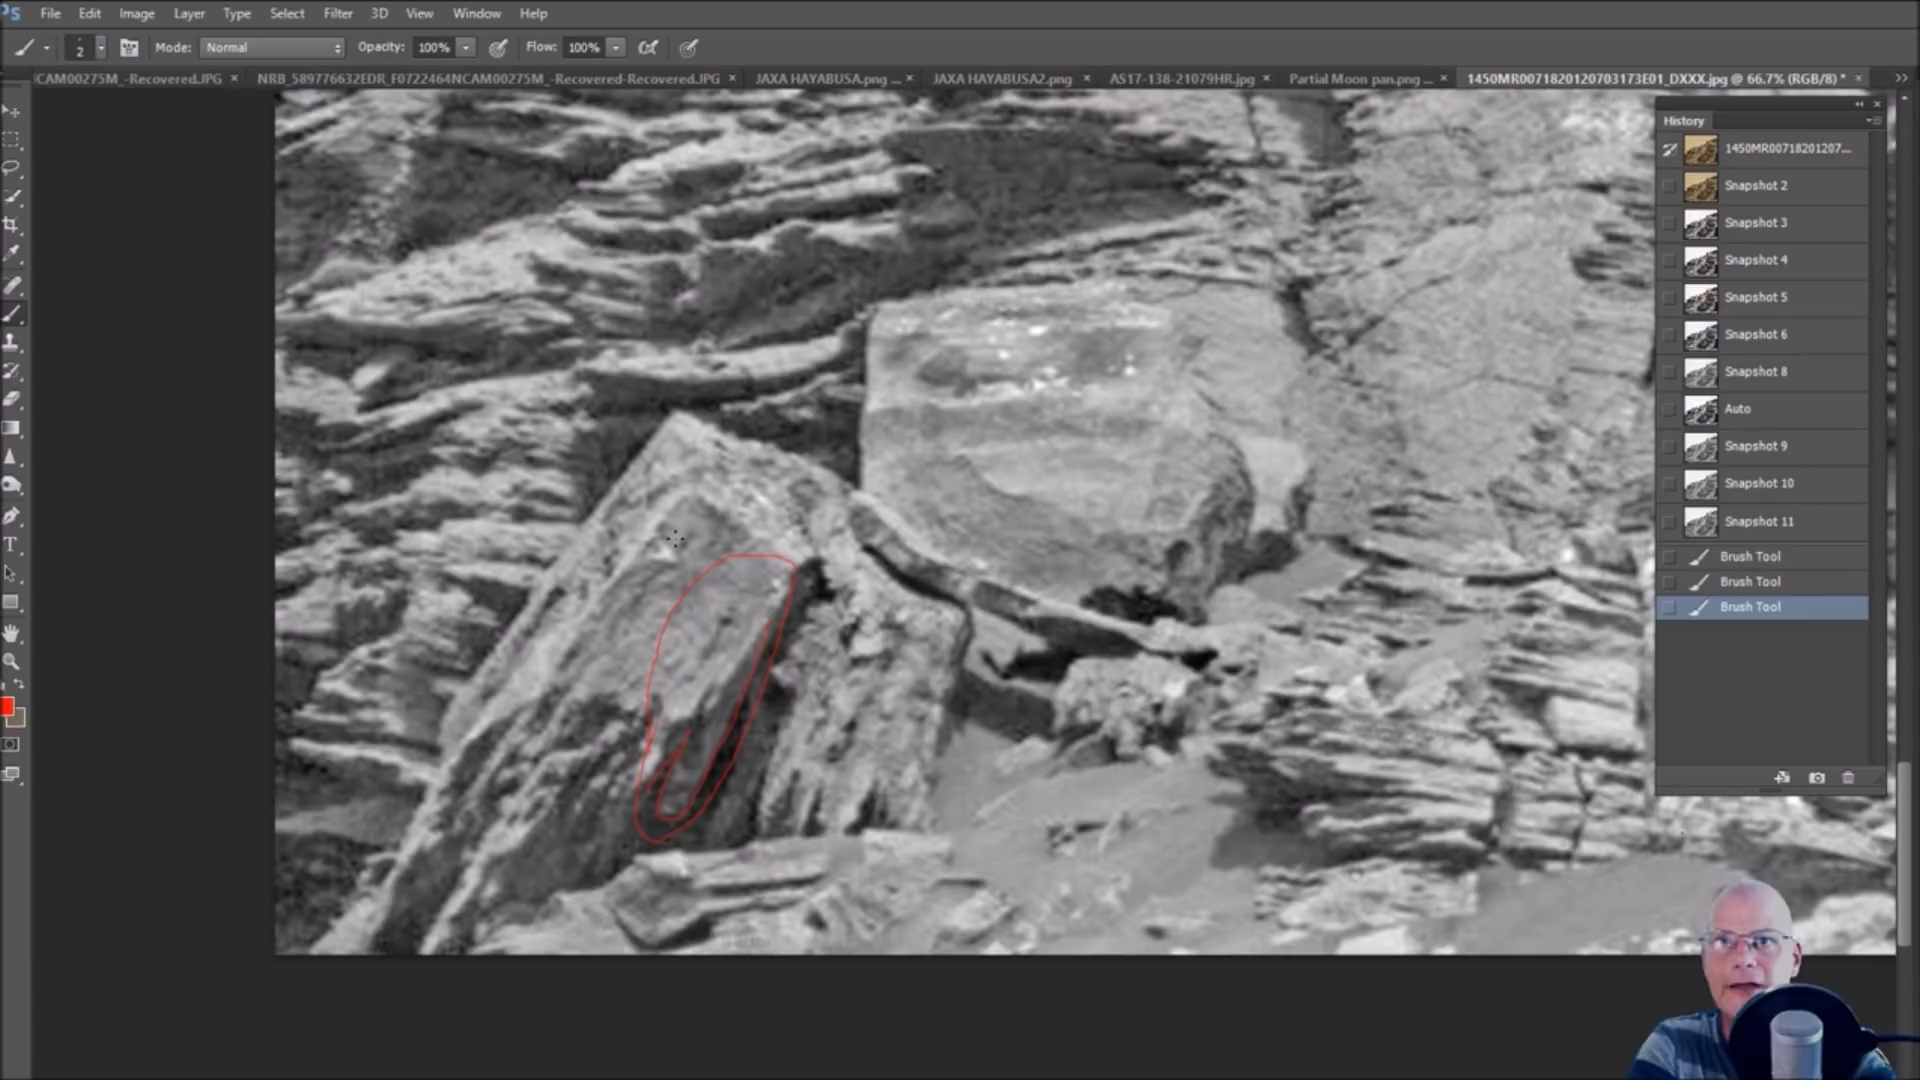 PS File Edit Image Layer Type Select Filter 3D View Window Help
2 Mode: Normal Opacity: 100% Flow: 100%
CAM00275M_-Recovered.JPG × NRB_589776632EDR_F0722464NCAM00275M_-Recovered-Recovered.JPG × JAXA HAYABUSA.png ... × JAXA HAYABUSA2.png × AS17-138-21079HR.jpg × Partial Moon pan.png ... × 1450MR0071820120703173E01_DXXX.jpg @ 66.7% (RGB/8) * ×
History
1450MR00718201207...
Snapshot 2
Snapshot 3
Snapshot 4
Snapshot 5
Snapshot 6
Snapshot 8
Auto
Snapshot 9
Snapshot 10
Snapshot 11
Brush Tool
Brush Tool
Brush Tool
T